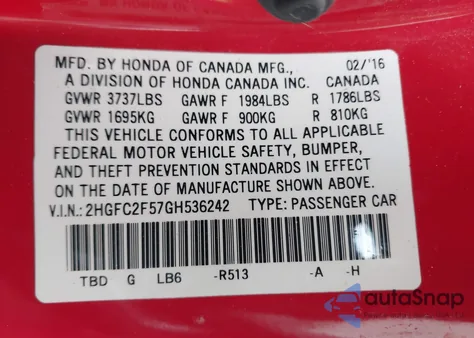 MFD. BY HONDA OF CANADA MFG., 02/'16
A DIVISION OF HONDA CANADA INC. CANADA
GVWR 3737LBS GAWR F 1984LBS R 1786LBS
GVWR 1695KG GAWR F 900KG R 810KG
THIS VEHICLE CONFORMS TO ALL APPLICABLE
FEDERAL MOTOR VEHICLE SAFETY, BUMPER,
AND THEFT PREVENTION STANDARDS IN EFFECT
ON THE DATE OF MANUFACTURE SHOWN ABOVE.
V.I.N.: 2HGFC2F57GH536242 TYPE: PASSENGER CAR
TBD G LB6 -R513 -A -H
autoSnap